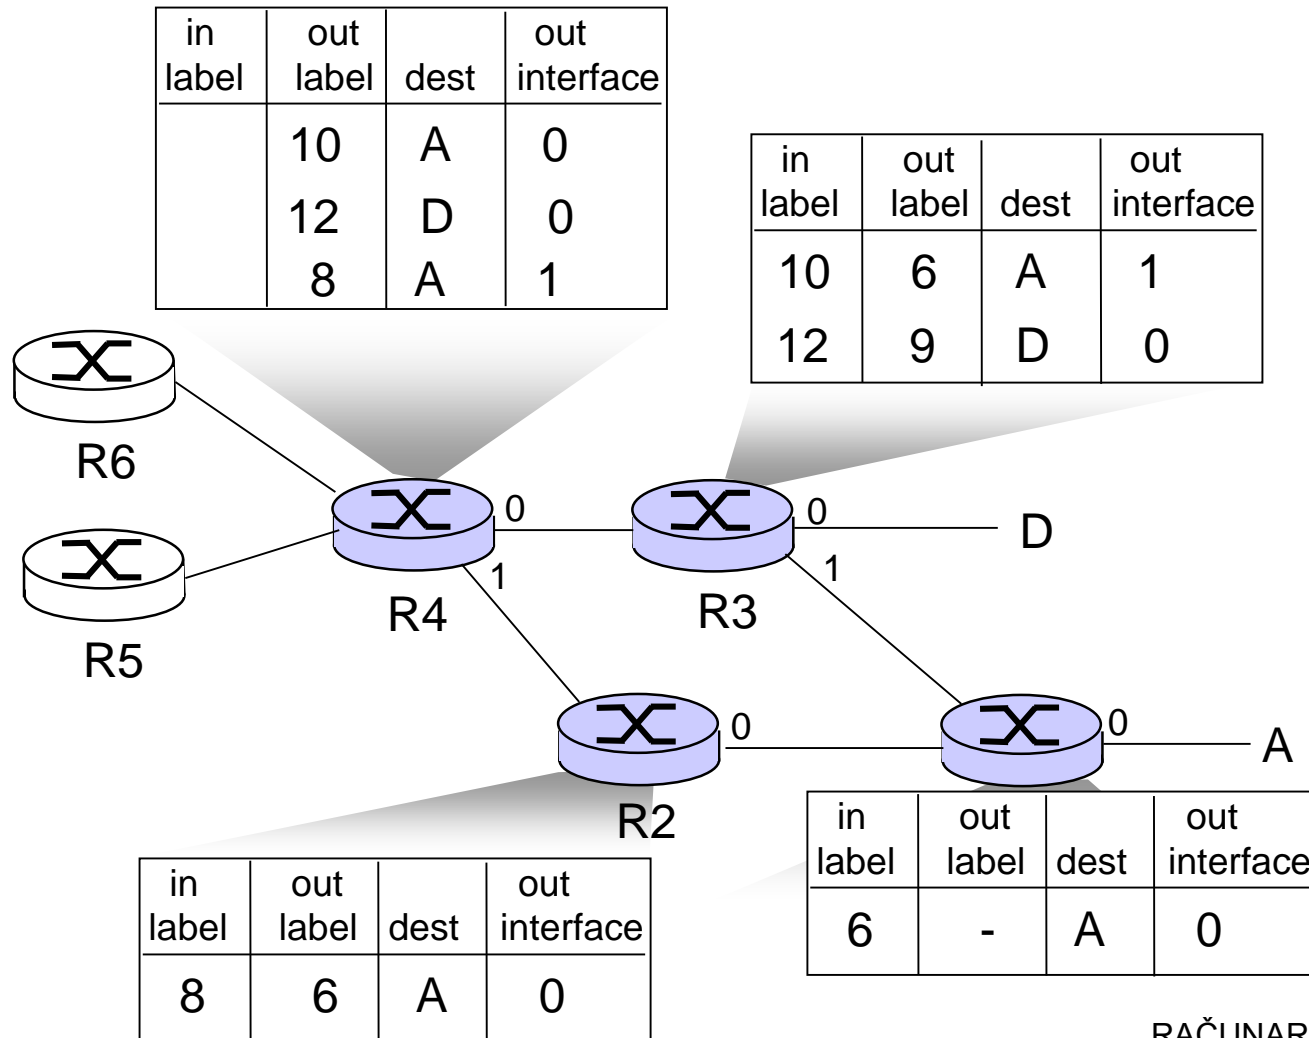 in out out
label label dest interface
10 A 0
12 D 0
8 A 1
in out out
label label dest interface
10 6 A 1
12 9 D 0
R6
0
0
D
1
1
R4
R3
R5
0
0
A
R2
in out out
label label dest interface
6 - A 0
in out out
label label dest interface
8 6 A 0
RAČUNAR